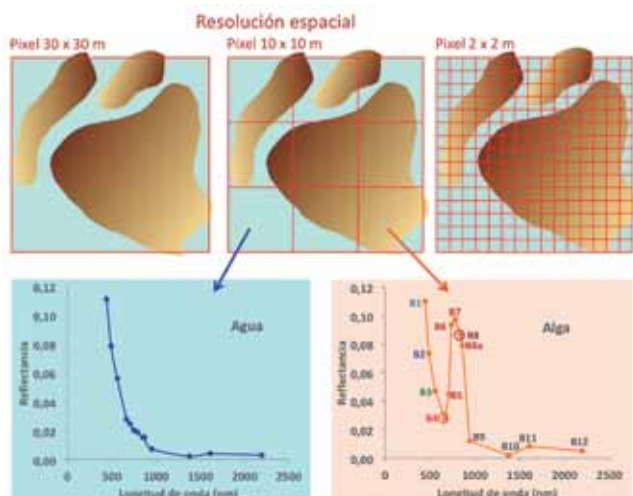 Resolución espacial
Pixel 30 x 30 m
Pixel 10 x 10 m
Pixel 2 x 2 m
0,12
0,10
0,08
0,06
0,04
0,02
0,00
Reflectancia
Agua
0 500 1000 1500 2000 2500
Longitud de onda (nm)
0,12
0,10
0,08
0,06
0,04
0,02
0,00
Reflectancia
Alga
B1
B2
B3
B4
B5
B6
B7
B8
B8a
B9
B10
B11
B12
0 500 1000 1500 2000 2500
Longitud de onda (nm)